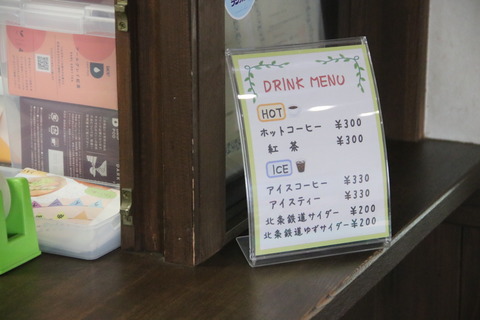 DRINK MENU
HOT
ホットコーヒー ¥300
紅 茶 ¥300
ICE
アイスコーヒー ¥330
アイスティー ¥330
北条鉄道サイダー ¥200
北条鉄道ゆずサイダー ¥200